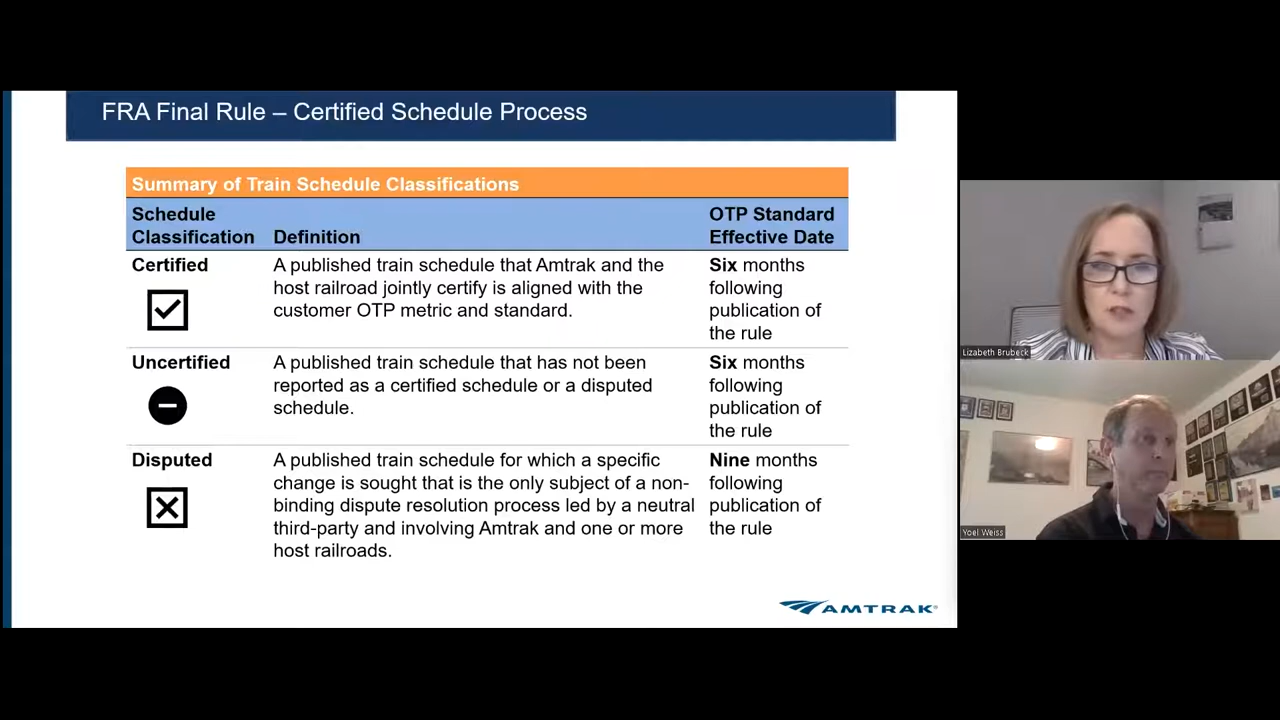 FRA Final Rule – Certified Schedule Process
Summary of Train Schedule Classifications
Schedule
Classification
Definition
OTP Standard
Effective Date
Certified
A published train schedule that Amtrak and the
host railroad jointly certify is aligned with the
customer OTP metric and standard.
Six months
following
publication of
the rule
Uncertified
A published train schedule that has not been
reported as a certified schedule or a disputed
schedule.
Six months
following
publication of
the rule
Disputed
A published train schedule for which a specific
change is sought that is the only subject of a non-
binding dispute resolution process led by a neutral
third-party and involving Amtrak and one or more
host railroads.
Nine months
following
publication of
the rule
AMTRAK®
Lizabeth Brubeck
Yoel Weiss